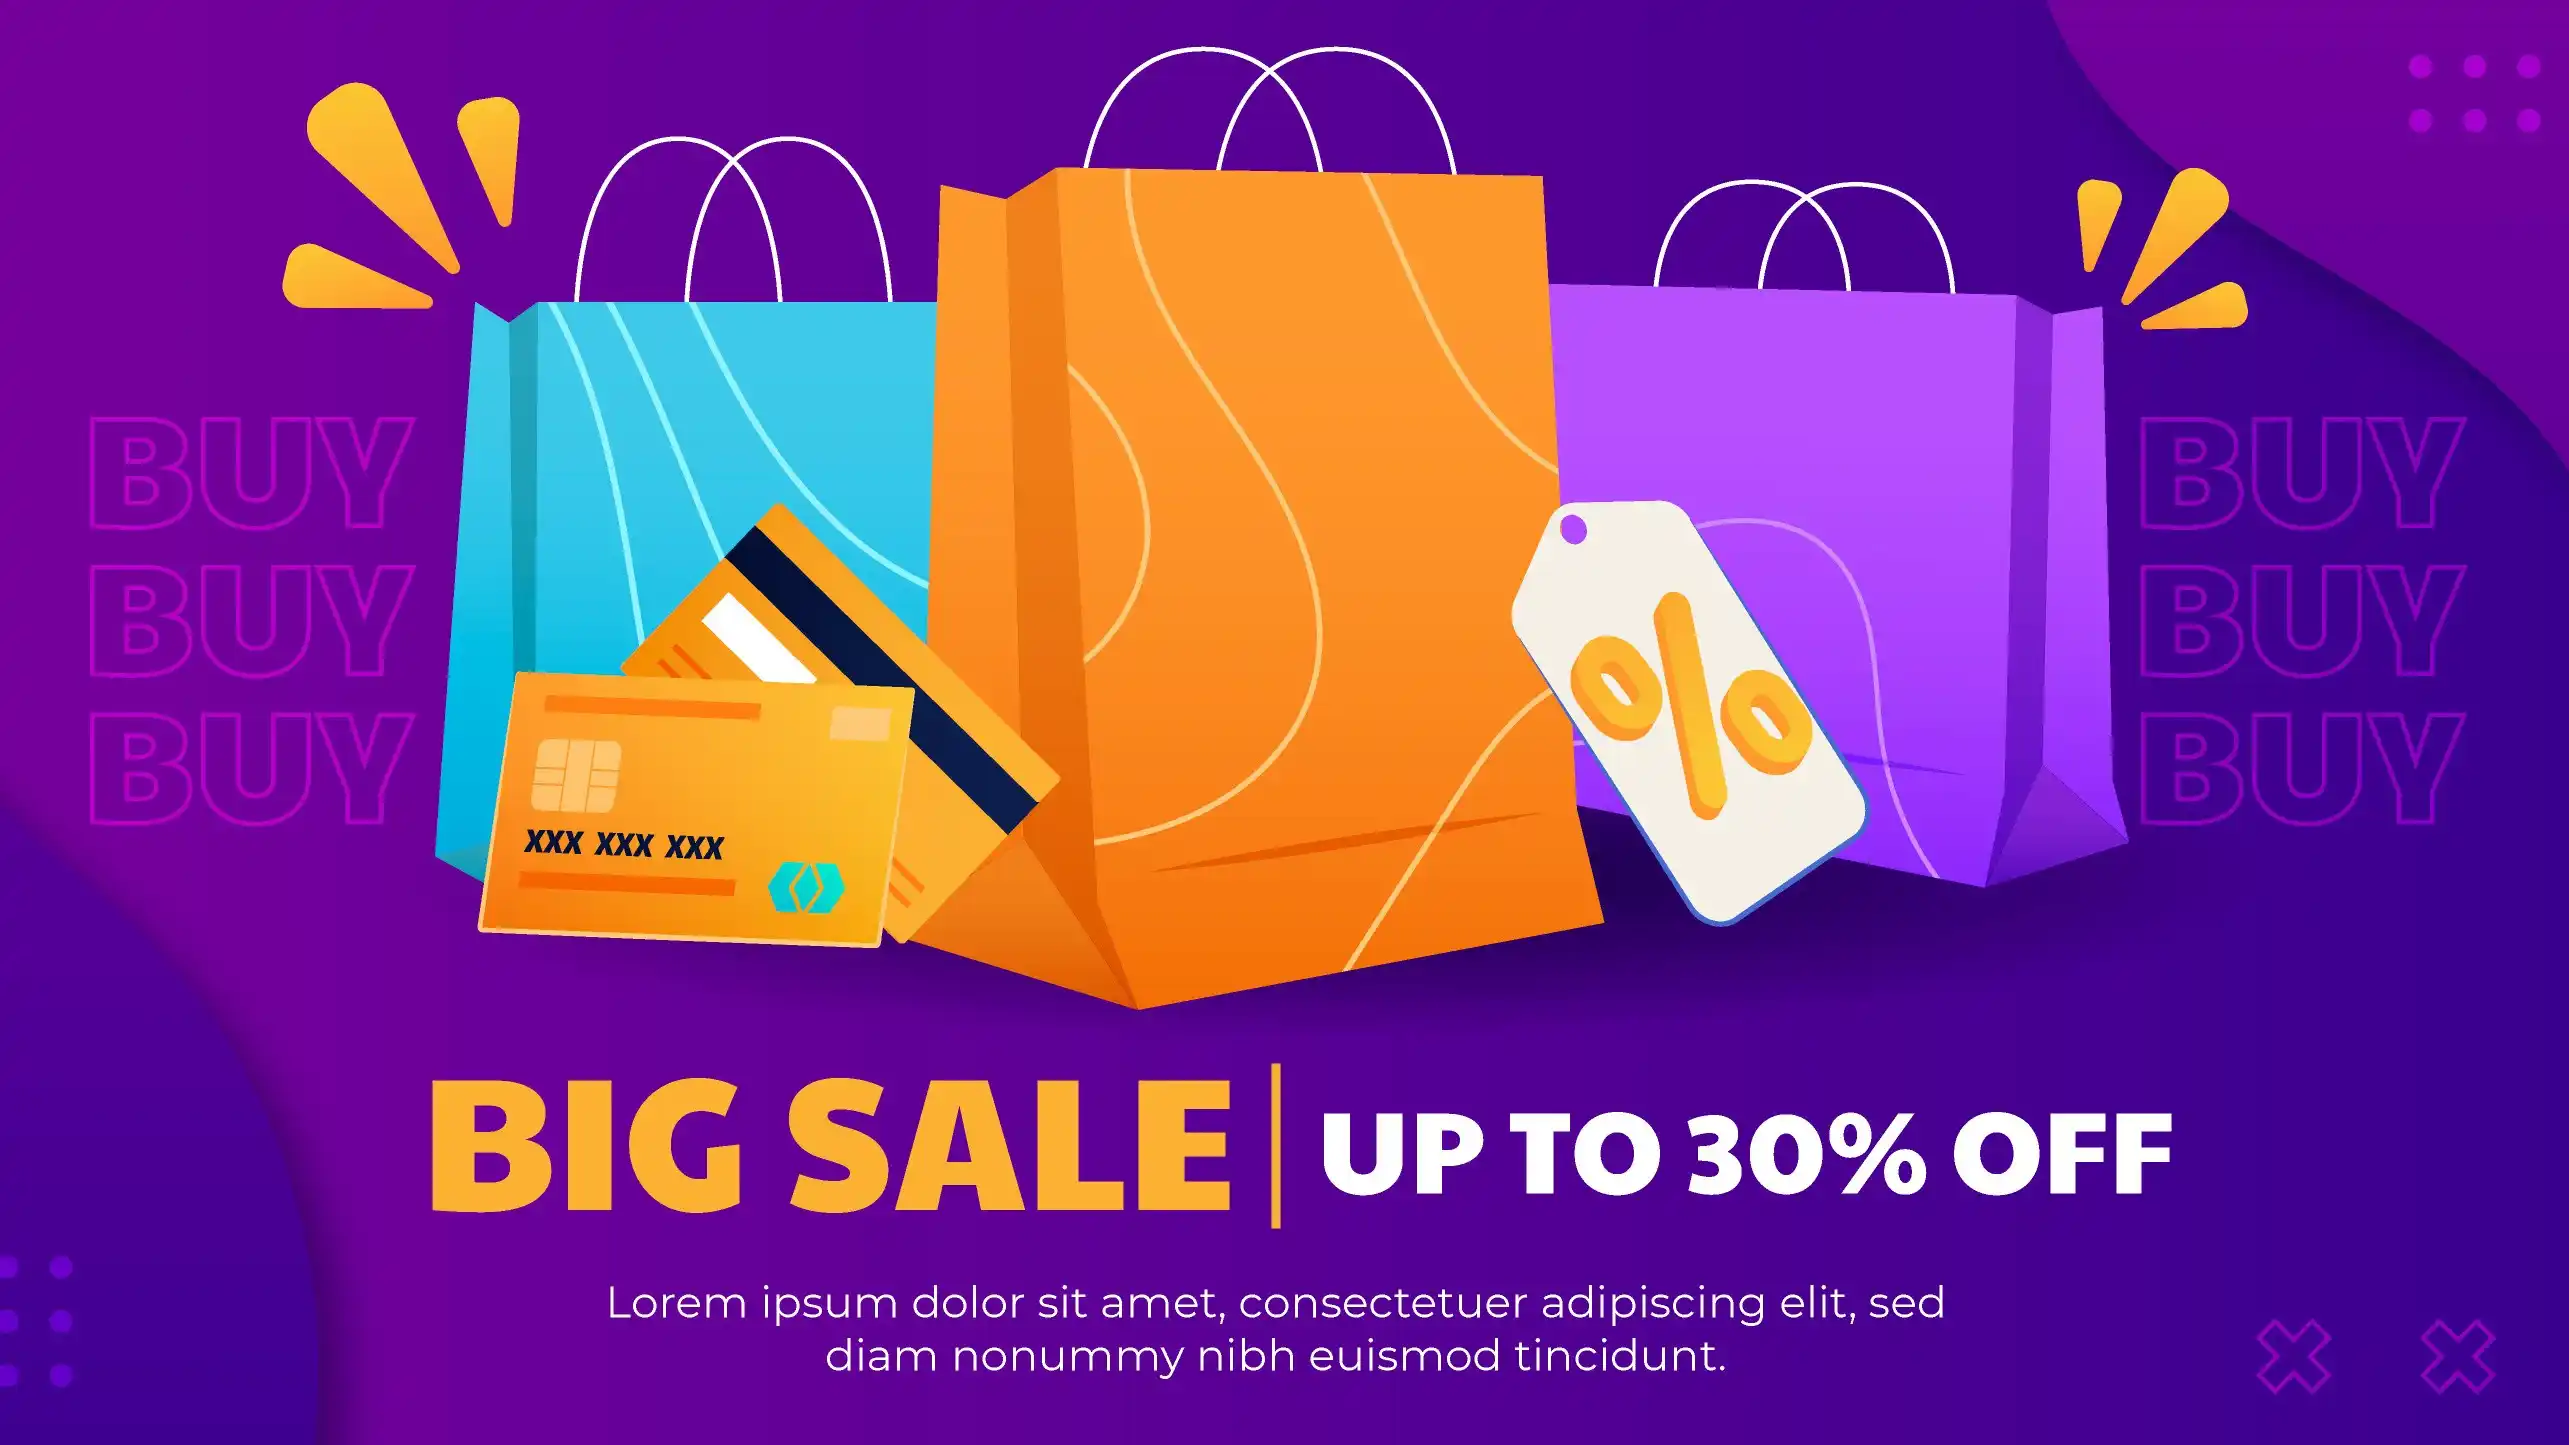 BUY
BUY
BUY
BUY
BUY
BUY
XXX XXX XXX
%
BIG SALE | UP TO 30% OFF
Lorem ipsum dolor sit amet, consectetuer adipiscing elit, sed
diam nonummy nibh euismod tincidunt.